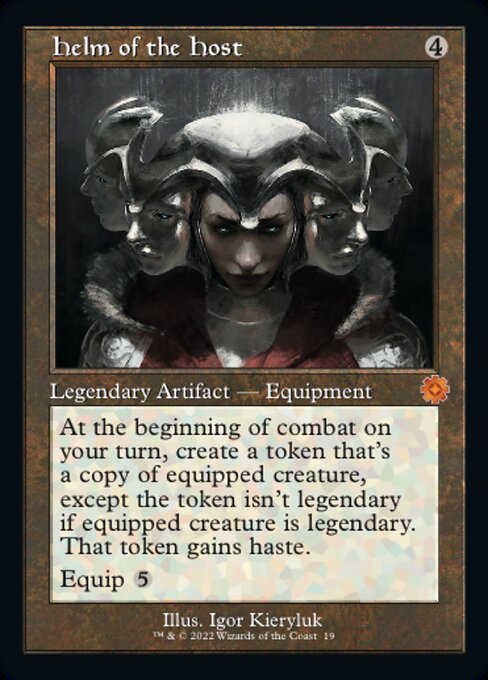 Helm of the Host
4
Legendary Artifact — Equipment
At the beginning of combat on
your turn, create a token that's
a copy of equipped creature,
except the token isn't legendary
if equipped creature is legendary.
That token gains haste.
Equip 5
Illus. Igor Kieryluk
™ & © 2022 Wizards of the Coast 19